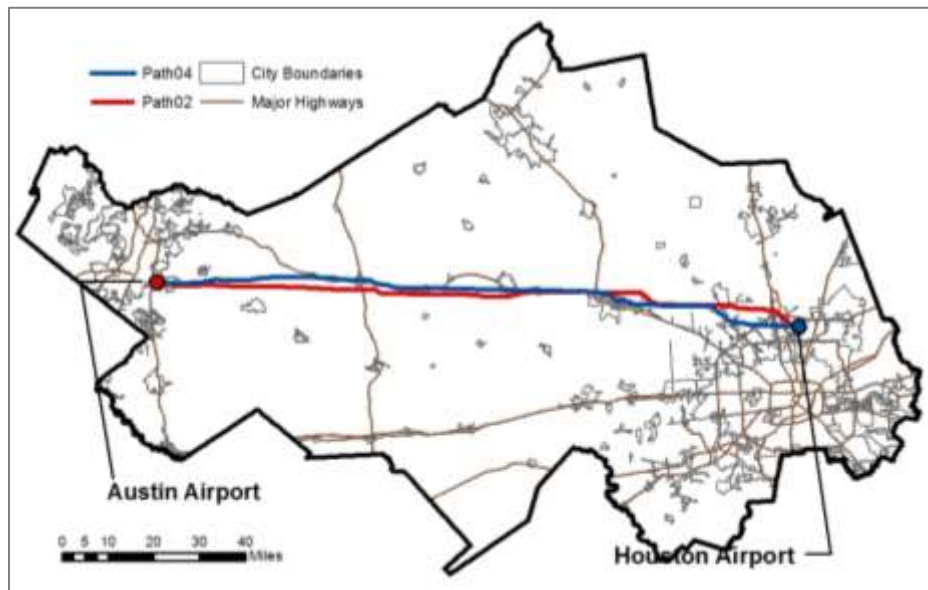 Path04 City Boundaries
Path02 Major Highways
Austin Airport
Houston Airport
0 5 10 20 30 40
Miles